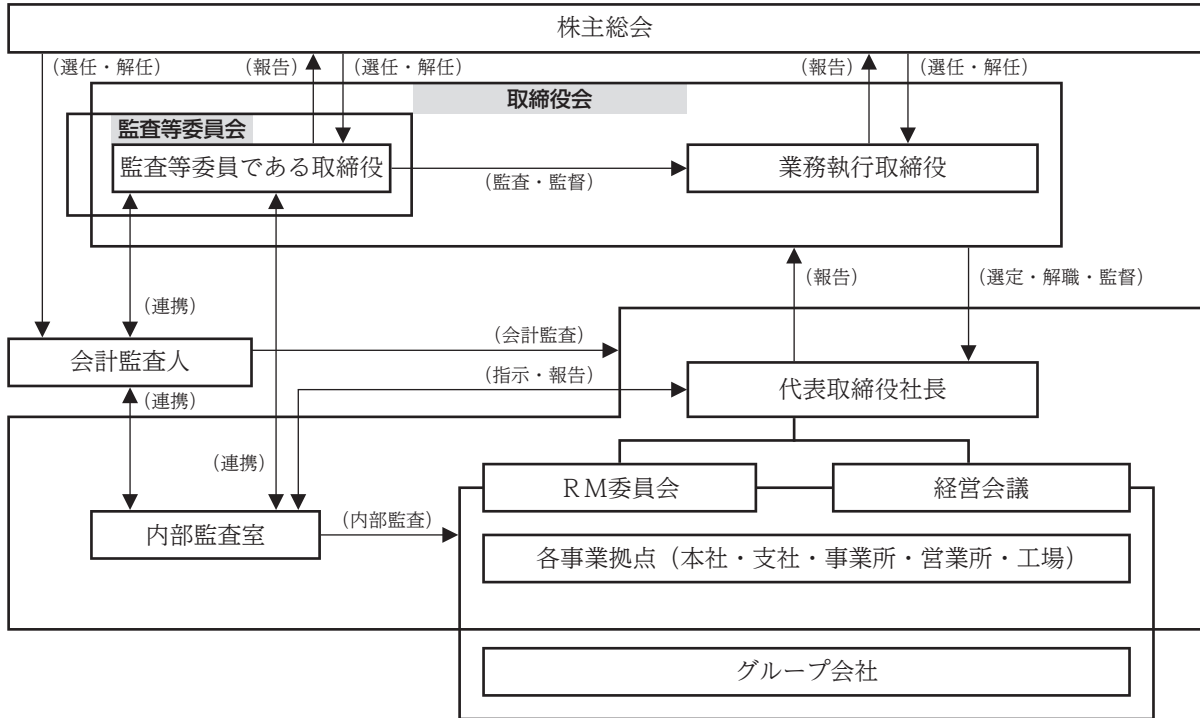 株主総会
(選任・解任)
(報告)
(選任・解任)
(報告)
(選任・解任)
取締役会
監査等委員会
監査等委員である取締役
業務執行取締役
(監査・監督)
(報告)
(選定・解職・監督)
(連携)
(会計監査)
会計監査人
(指示・報告)
代表取締役社長
(連携)
(連携)
RM委員会
経営会議
(内部監査)
内部監査室
各事業拠点(本社・支社・事業所・営業所・工場)
グループ会社